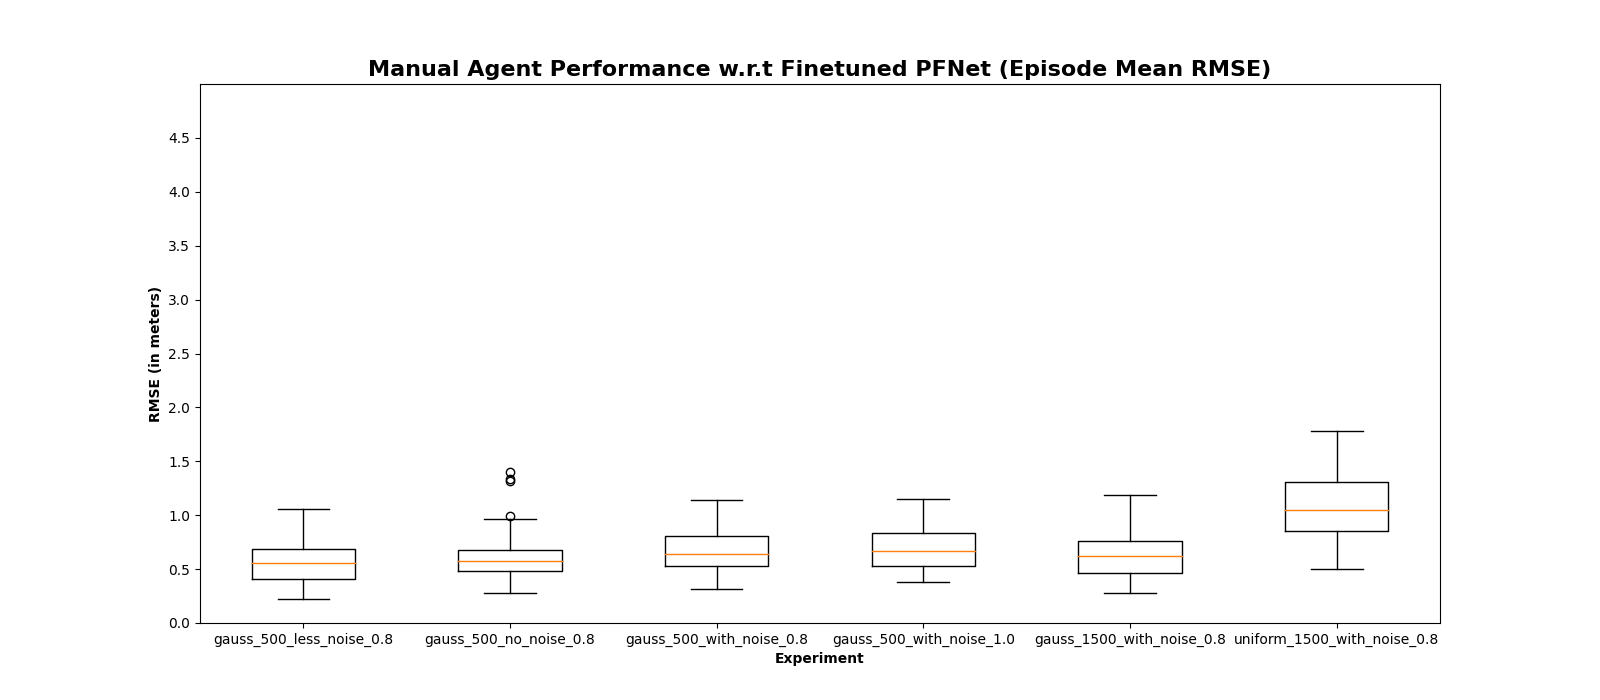 Manual Agent Performance w.r.t Finetuned PFNet (Episode Mean RMSE)
RMSE (in meters)
4.5
4.0
3.5
3.0
2.5
2.0
1.5
1.0
0.5
0.0
gauss_500_less_noise_0.8 gauss_500_no_noise_0.8 gauss_500_with_noise_0.8 gauss_500_with_noise_1.0 gauss_1500_with_noise_0.8 uniform_1500_with_noise_0.8
Experiment